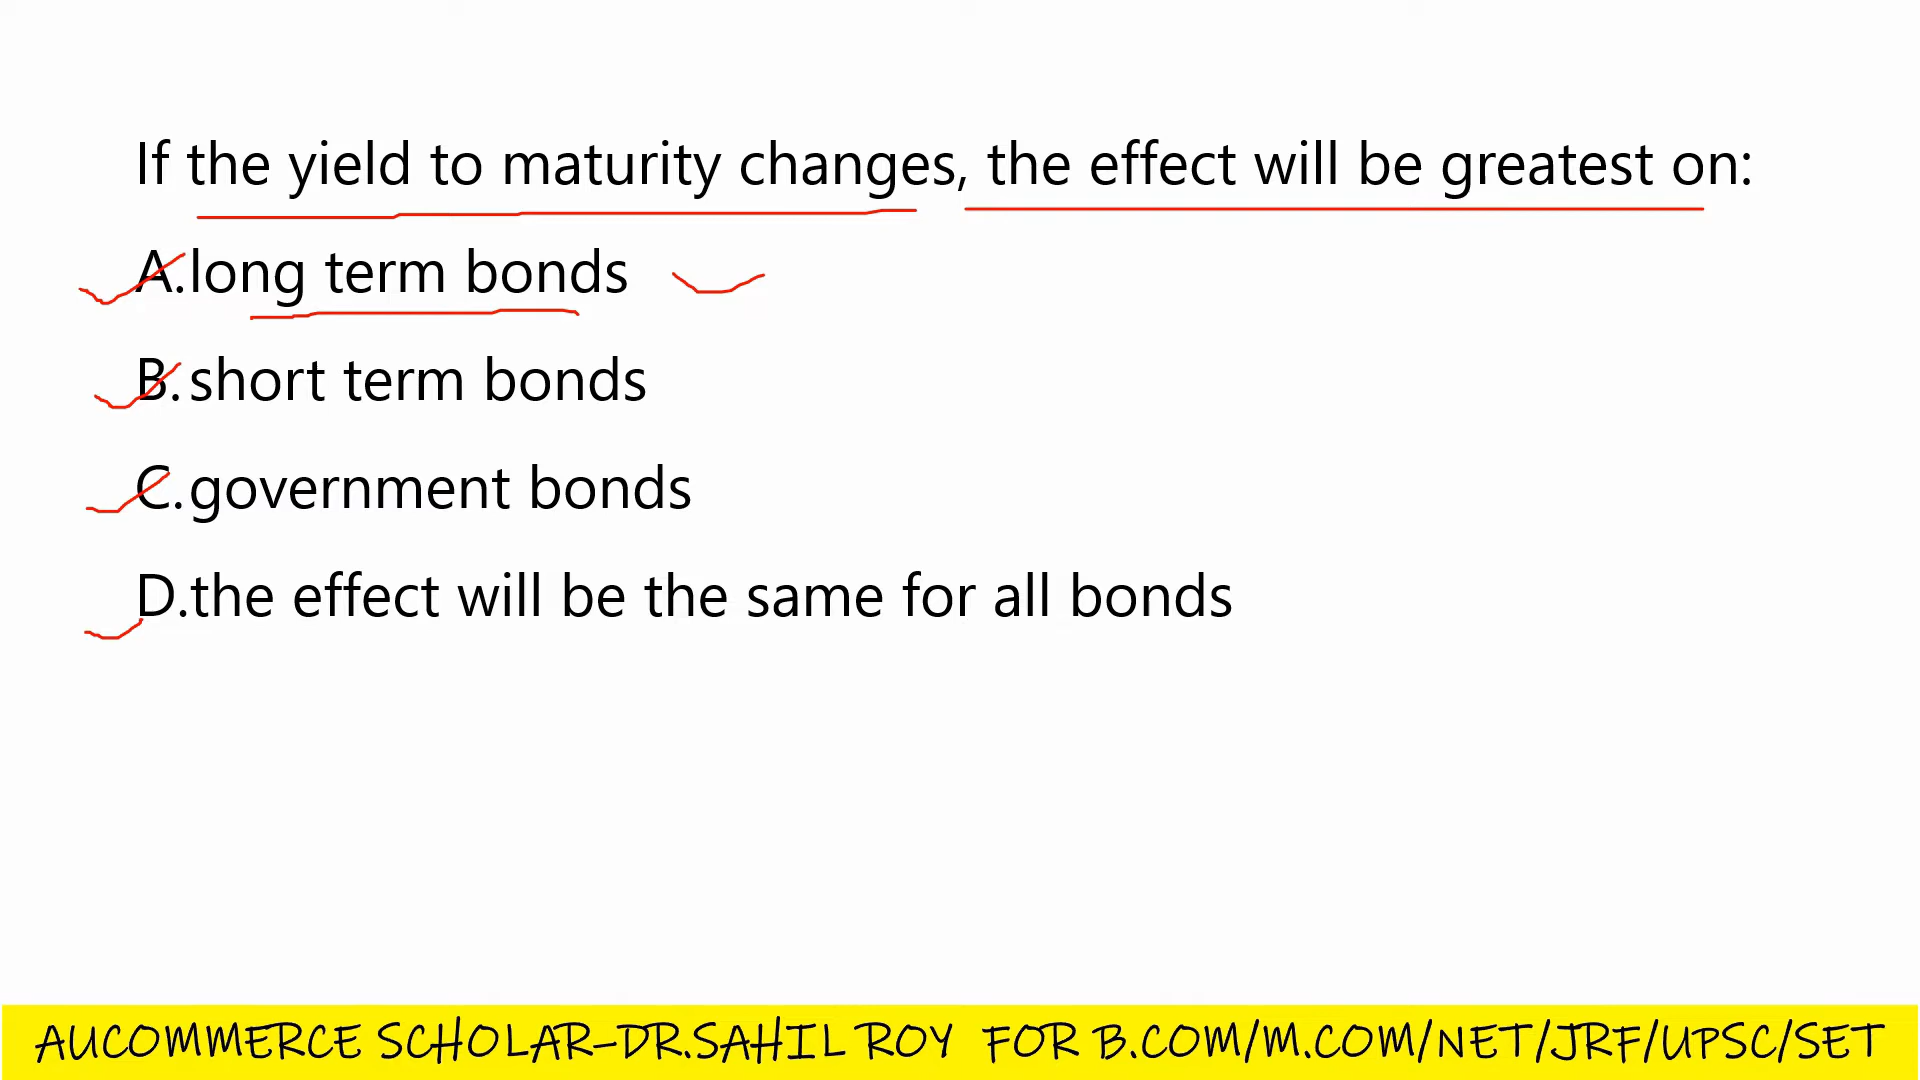 If the yield to maturity changes, the effect will be greatest on:
A.long term bonds
B.short term bonds
C.government bonds
D.the effect will be the same for all bonds
AUCOMMERCE SCHOLAR-DR.SAHIL ROY FOR B.COM/M.COM/NET/JRF/UPSC/SET